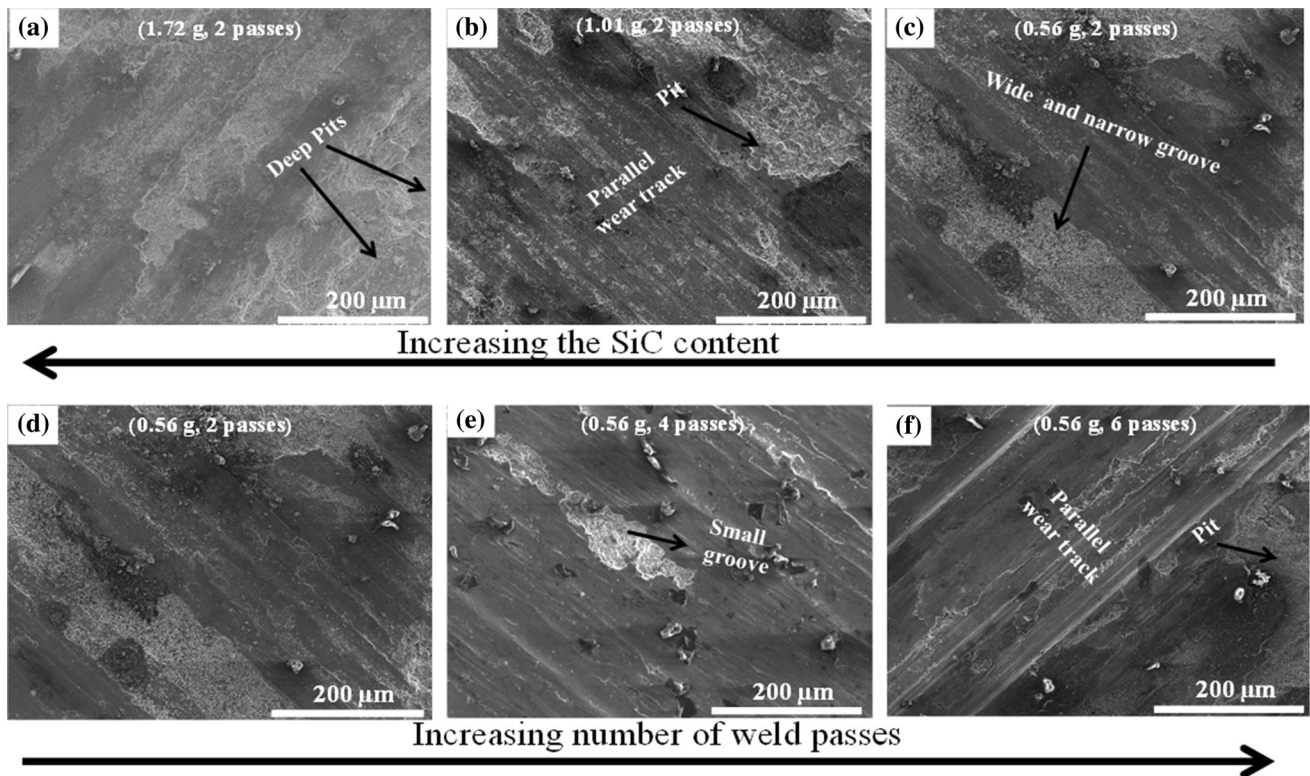 (a)
(1.72 g, 2 passes)
Deep Pits
200 μm
(b)
(1.01 g, 2 passes)
Pit
Parallel
wear track
200 μm
(c)
(0.56 g, 2 passes)
Wide and narrow groove
200 μm
Increasing the SiC content
(d)
(0.56 g, 2 passes)
200 μm
(e)
(0.56 g, 4 passes)
Small
groove
200 μm
(f)
(0.56 g, 6 passes)
Parallel
wear track
Pit
200 μm
Increasing number of weld passes